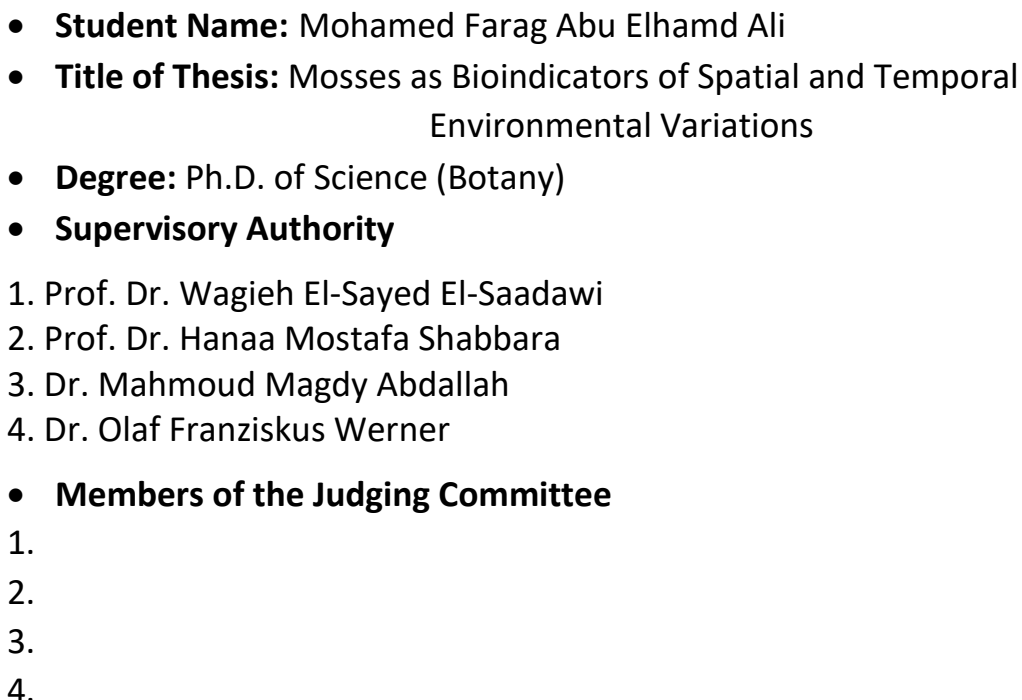 • Student Name: Mohamed Farag Abu Elhamd Ali
• Title of Thesis: Mosses as Bioindicators of Spatial and Temporal
Environmental Variations
• Degree: Ph.D. of Science (Botany)
• Supervisory Authority
1. Prof. Dr. Wagieh El-Sayed El-Saadawi
2. Prof. Dr. Hanaa Mostafa Shabbara
3. Dr. Mahmoud Magdy Abdallah
4. Dr. Olaf Franziskus Werner
• Members of the Judging Committee
1.
2.
3.
4.